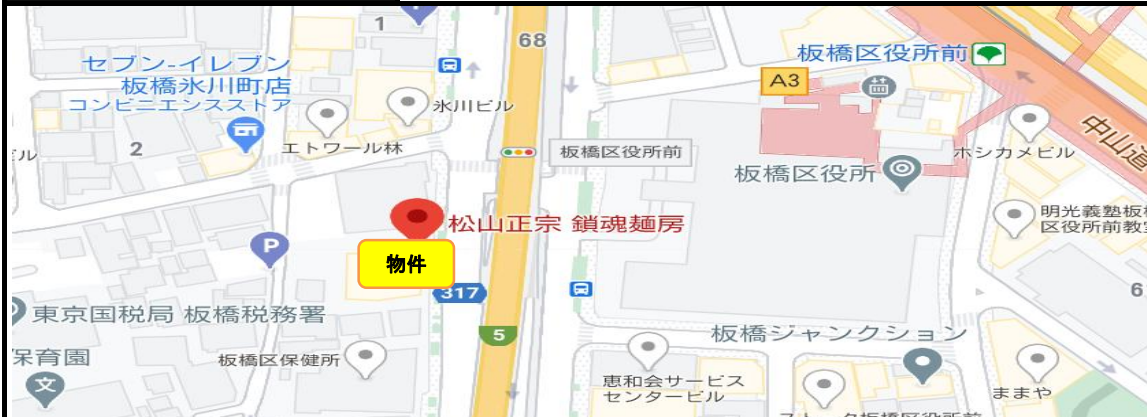 1
68
セブン-イレブン
板橋氷川町店
コンビニエンスストア
氷川ビル
板橋区役所前
A3
中山道
ホシカメビル
2
エトワール林
板橋区役所前
板橋区役所
明光義塾板橋
区役所前教室
松山正宗 鎖魂麺房
P
物件
317
5
6
東京国税局 板橋税務署
保育園
文
板橋区保健所
板橋ジャンクション
恵和会サービス
センタービル
ままや